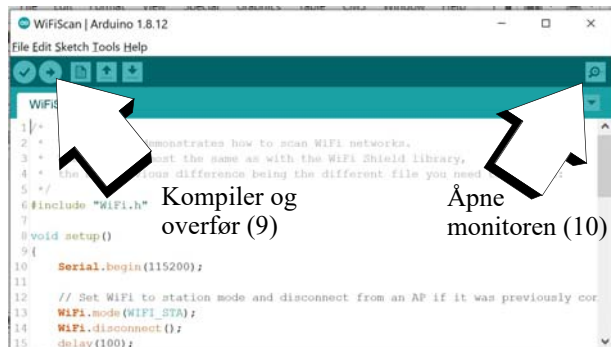 WiFiScan | Arduino 1.8.12
File Edit Sketch Tools Help
WiFiS
1 /*
2 * demonstrates how to scan WiFi networks.
3 * most the same as with the WiFi Shield library,
4 * the ious difference being the different file you need
5 */
6 #include "WiFi.h"
7
8 void setup()
9 {
10 Serial.begin(115200);
11
12 // Set WiFi to station mode and disconnect from an AP if it was previously cor
13 WiFi.mode(WIFI_STA);
14 WiFi.disconnect();
15 delay(100);
Kompiler og
overfør (9)
Åpne
monitoren (10)